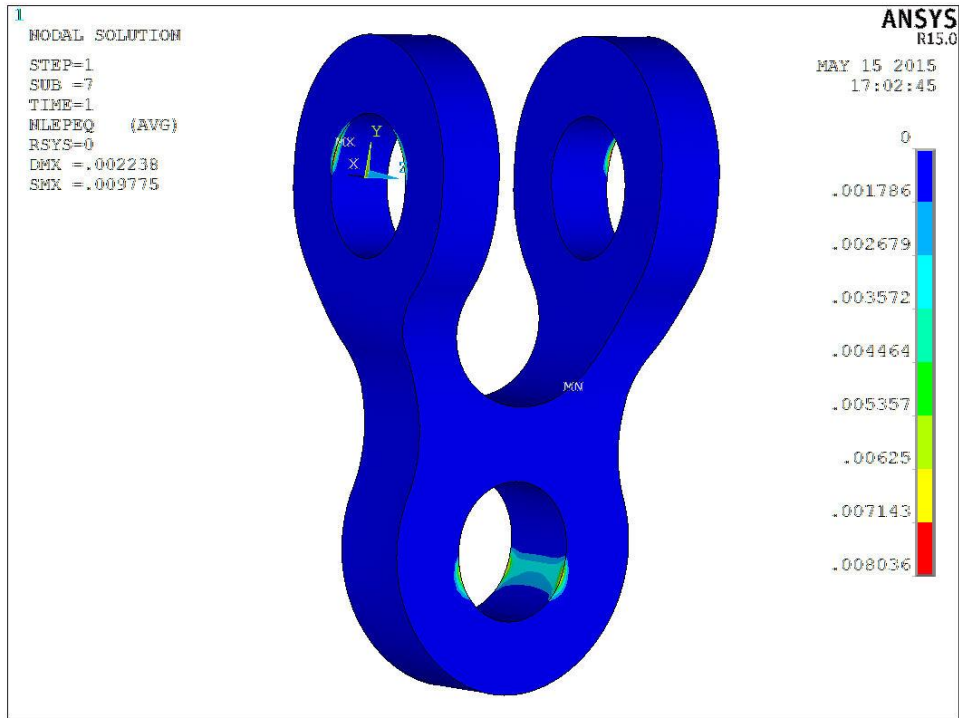 1
NODAL SOLUTION
STEP=1
SUB =7
TIME=1
NLEPEQ (AVG)
RSYS=0
DMX =.002238
SMX =.009775
ANSYS
R15.0
MAY 15 2015
17:02:45
0
.001786
.002679
.003572
.004464
.005357
.00625
.007143
.008036
MX
Y
X
Z
MN